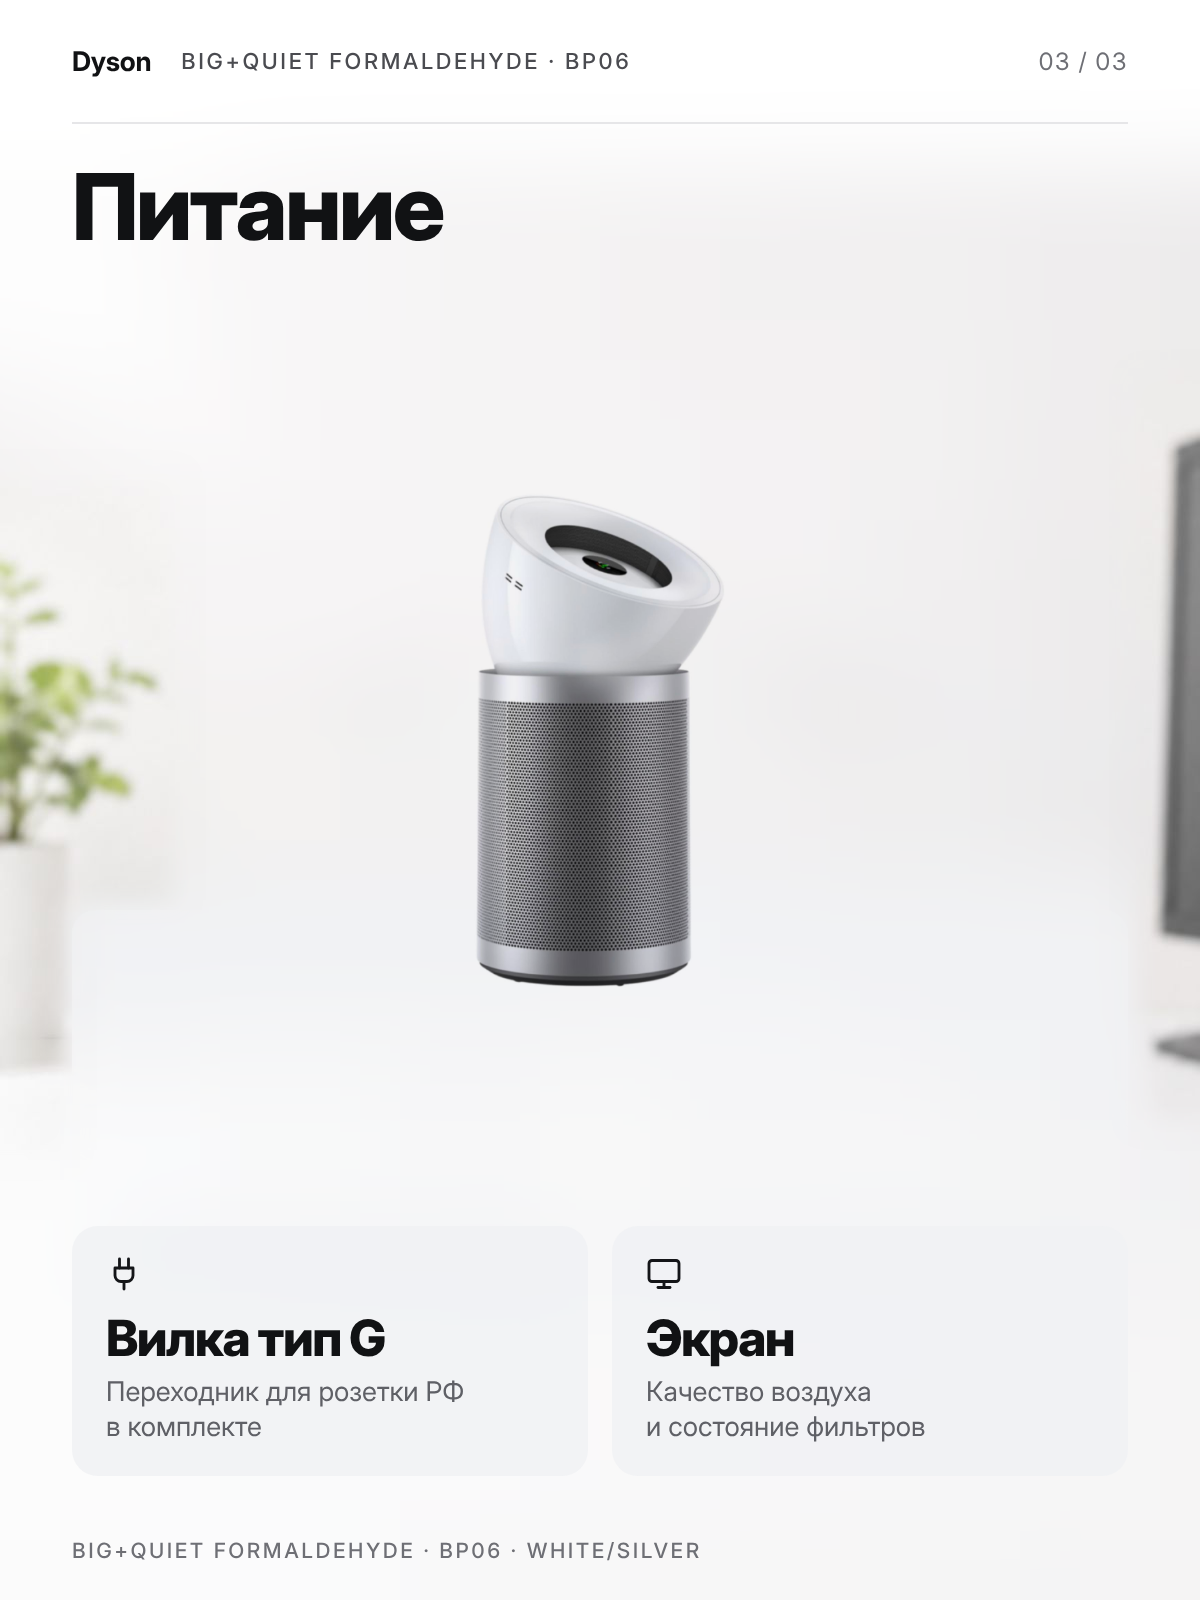 Dyson BIG+QUIET FORMALDEHYDE · BP06 03 / 03
Питание
Вилка тип G
Переходник для розетки РФ
в комплекте
Экран
Качество воздуха
и состояние фильтров
BIG+QUIET FORMALDEHYDE · BP06 · WHITE/SILVER